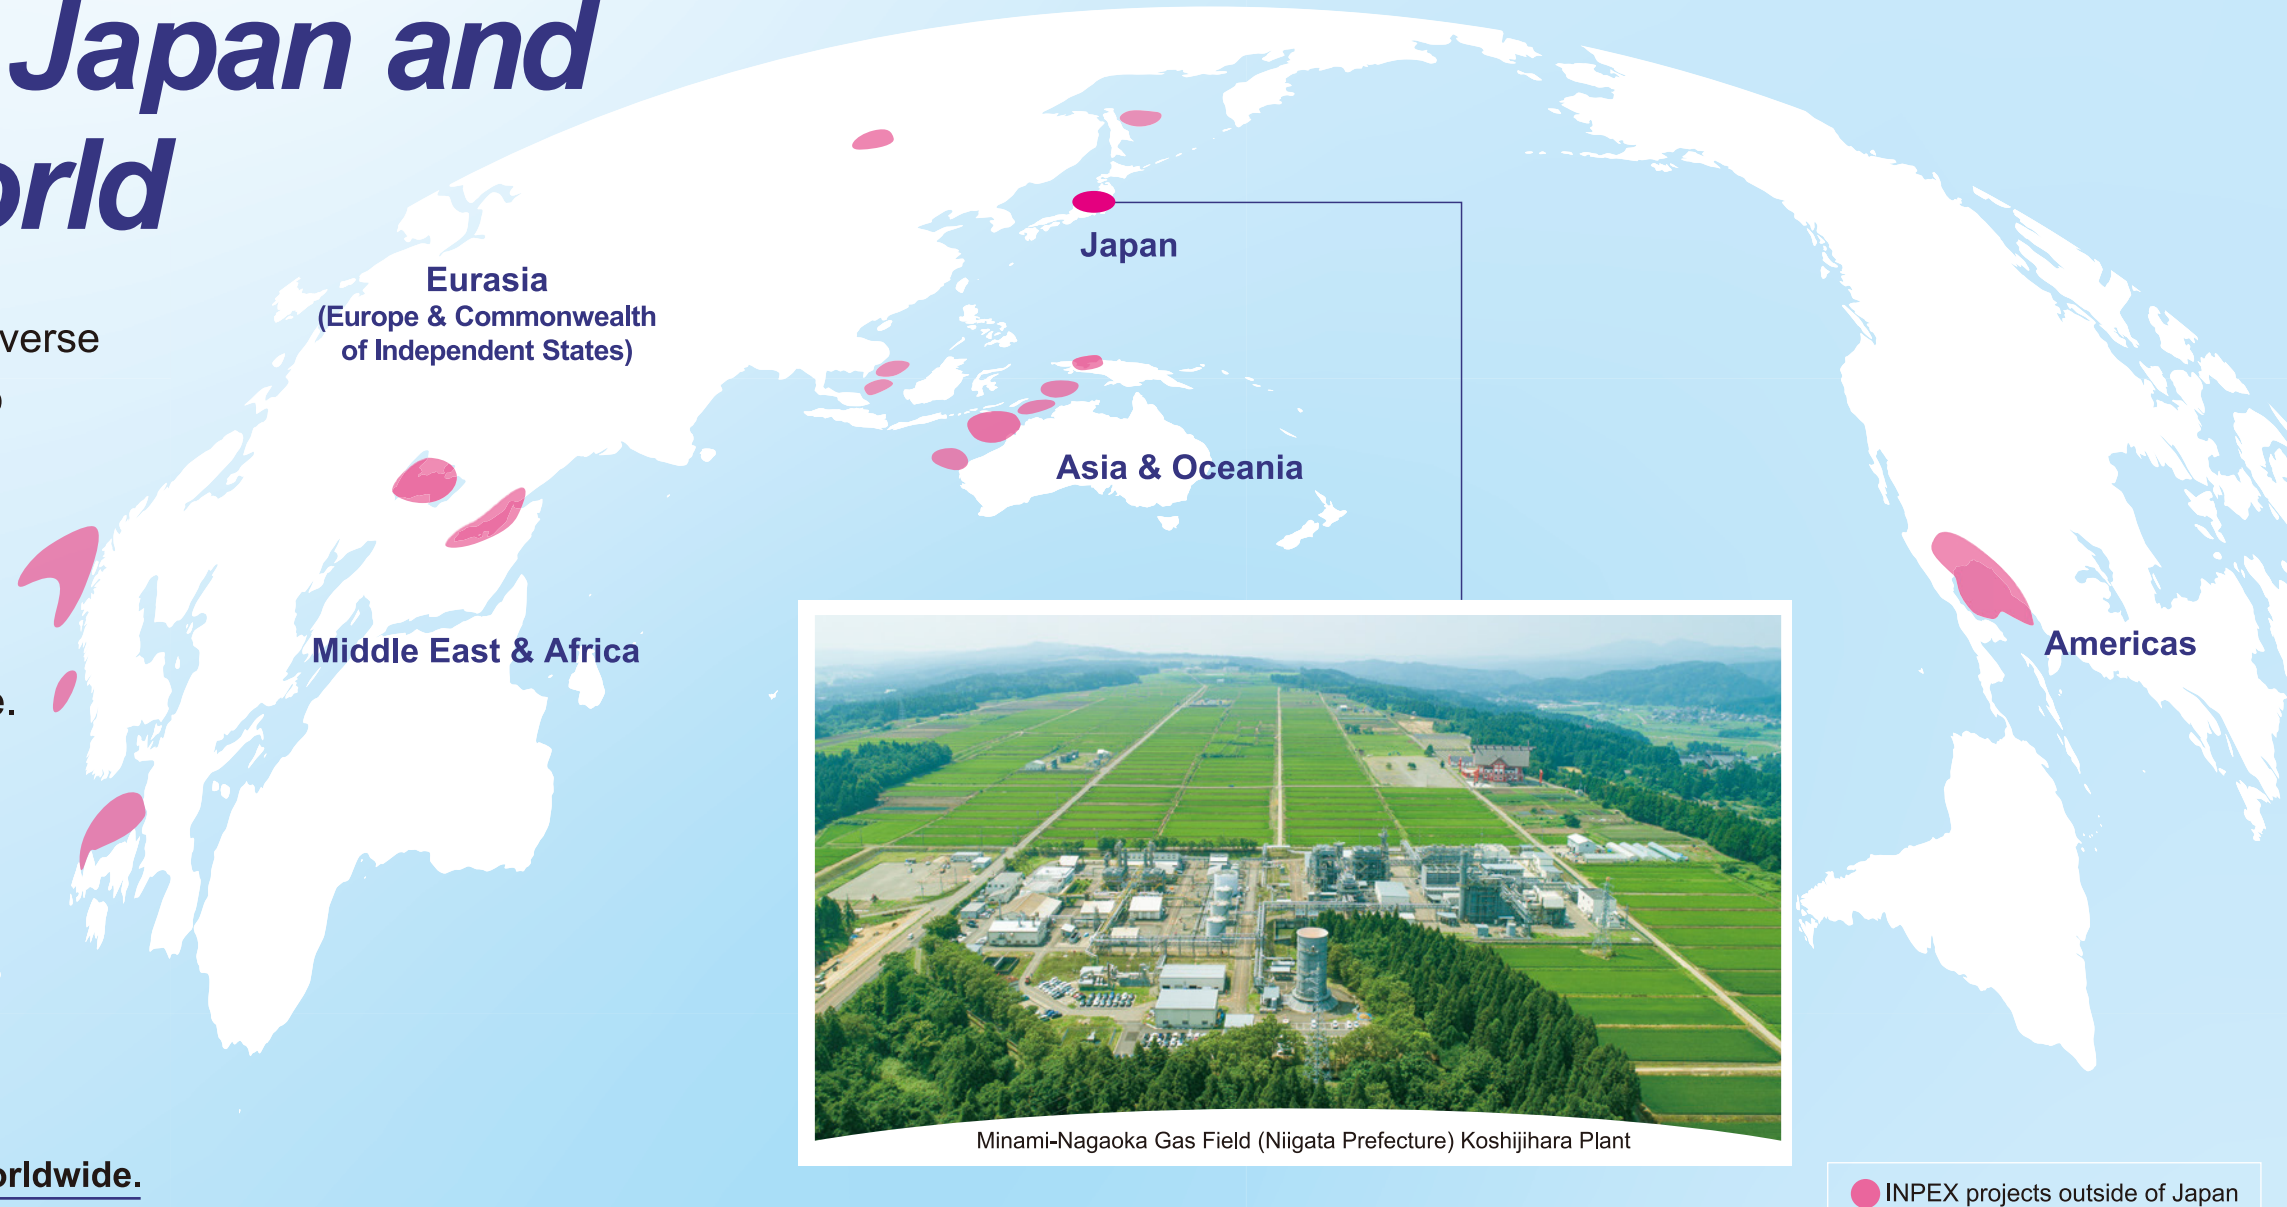 Japan and
orld
verse
e.
orldwide.
Eurasia
(Europe & Commonwealth
of Independent States)
Japan
Asia & Oceania
Middle East & Africa
Americas
Minami-Nagaoka Gas Field (Niigata Prefecture) Koshijihara Plant
INPEX projects outside of Japan